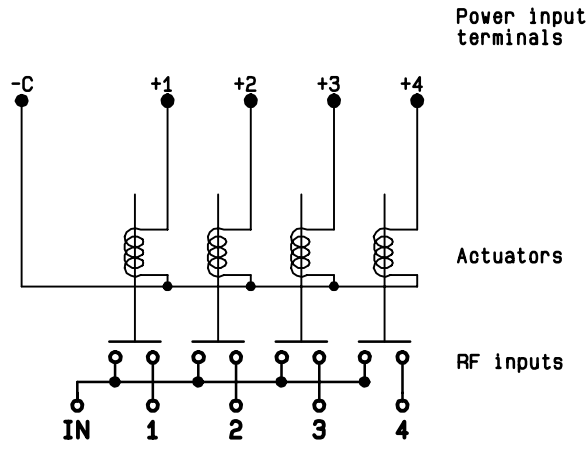 Power input
terminals
-C +1 +2 +3 +4
Actuators
RF inputs
IN 1 2 3 4